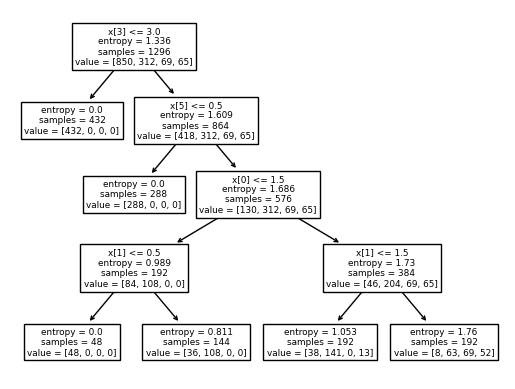 x[3] <= 3.0
entropy = 1.336
samples = 1296
value = [850, 312, 69, 65]
entropy = 0.0
samples = 432
value = [432, 0, 0, 0]
x[5] <= 0.5
entropy = 1.609
samples = 864
value = [418, 312, 69, 65]
entropy = 0.0
samples = 288
value = [288, 0, 0, 0]
x[0] <= 1.5
entropy = 1.686
samples = 576
value = [130, 312, 69, 65]
x[1] <= 0.5
entropy = 0.989
samples = 192
value = [84, 108, 0, 0]
x[1] <= 1.5
entropy = 1.73
samples = 384
value = [46, 204, 69, 65]
entropy = 0.0
samples = 48
value = [48, 0, 0, 0]
entropy = 0.811
samples = 144
value = [36, 108, 0, 0]
entropy = 1.053
samples = 192
value = [38, 141, 0, 13]
entropy = 1.76
samples = 192
value = [8, 63, 69, 52]